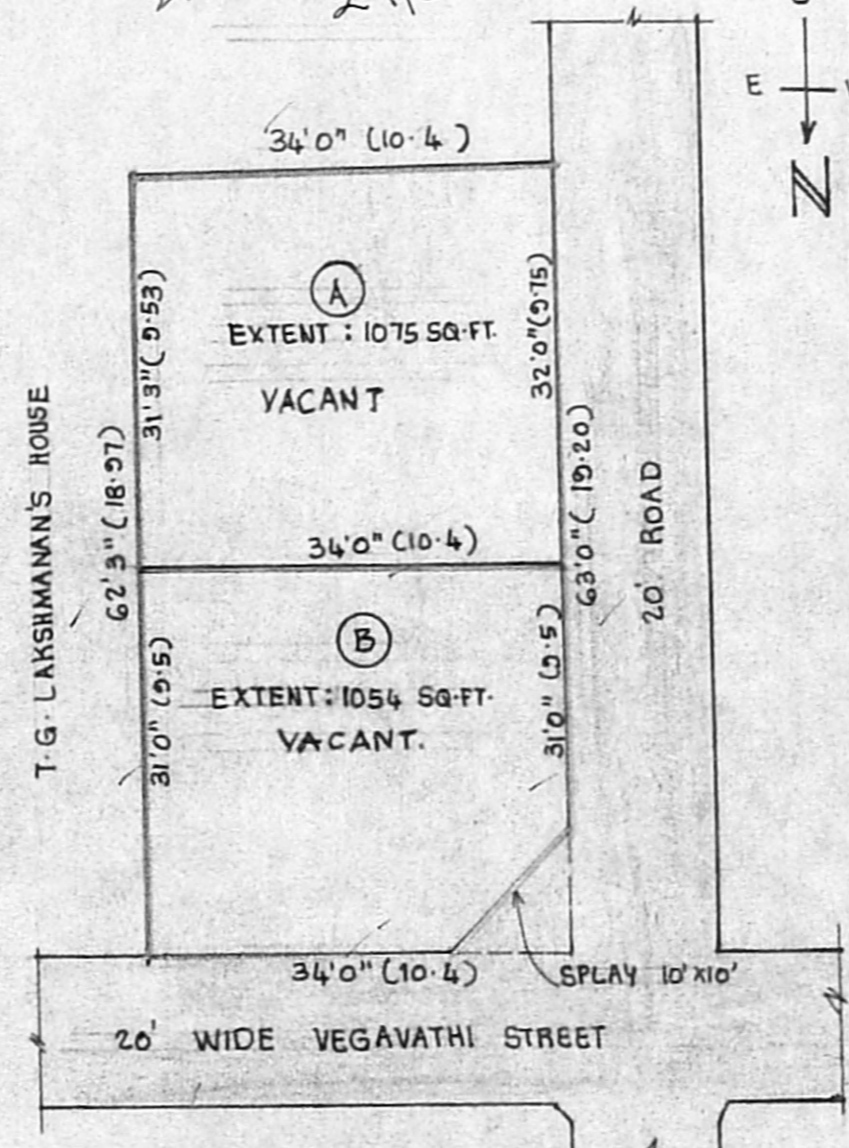 34'0" (10.4)
E
N
A
EXTENT : 1075 SQ.FT.
VACANT
31'3" (9.53)
32'0" (9.75)
T.G. LAKSHMANAN'S HOUSE
62'3" (18.97)
63'0" (19.20)
20' ROAD
34'0" (10.4)
B
EXTENT : 1054 SQ.FT.
VACANT.
31'0" (9.5)
31'0" (9.5)
34'0" (10.4)
SPLAY 10'X10'
20' WIDE VEGAVATHI STREET